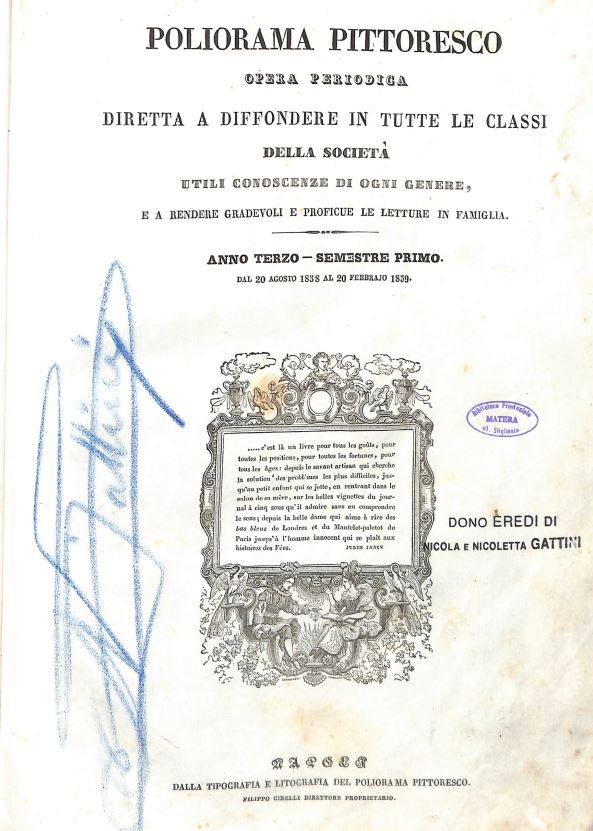 POLIORAMA PITTORESCO
OPERA PERIODICA
DIRETTA A DIFFONDERE IN TUTTE LE CLASSI
DELLA SOCIETÀ
UTILI CONOSCENZE DI OGNI GENERE,
E A RENDERE GRADEVOLI E PROFICUE LE LETTURE IN FAMIGLIA.
ANNO TERZO — SEMESTRE PRIMO.
DAL 20 AGOSTO 1838 AL 20 FEBBRAJO 1839.
.....c'est là un livre pour tous les goûts, pour
toutes les positions, pour toutes les fortunes, pour
tous les âges: depuis le savant artisan qui cherche
la solution des problèmes les plus difficiles, jus-
qu'au petit enfant qui se jette, en rentrant dans le
salon de sa mère, sur les belles vignettes du jour-
nal à cinq sous qu'il admire sans en comprendre
le sens; depuis la belle dame qui aime à rire des
bas bleus de Londres et du Mantelet-paletot de
Paris jusqu'à l'homme innocent qui se plaît aux
histoires des Fées. JULES JANIN
Biblioteca Provinciale
MATERA
«T. Stigliani»
DONO EREDI DI
NICOLA E NICOLETTA GATTINI
Gattini
NAPOLI
DALLA TIPOGRAFIA E LITOGRAFIA DEL POLIORAMA PITTORESCO.
FILIPPO CIRELLI DIRETTORE PROPRIETARIO.